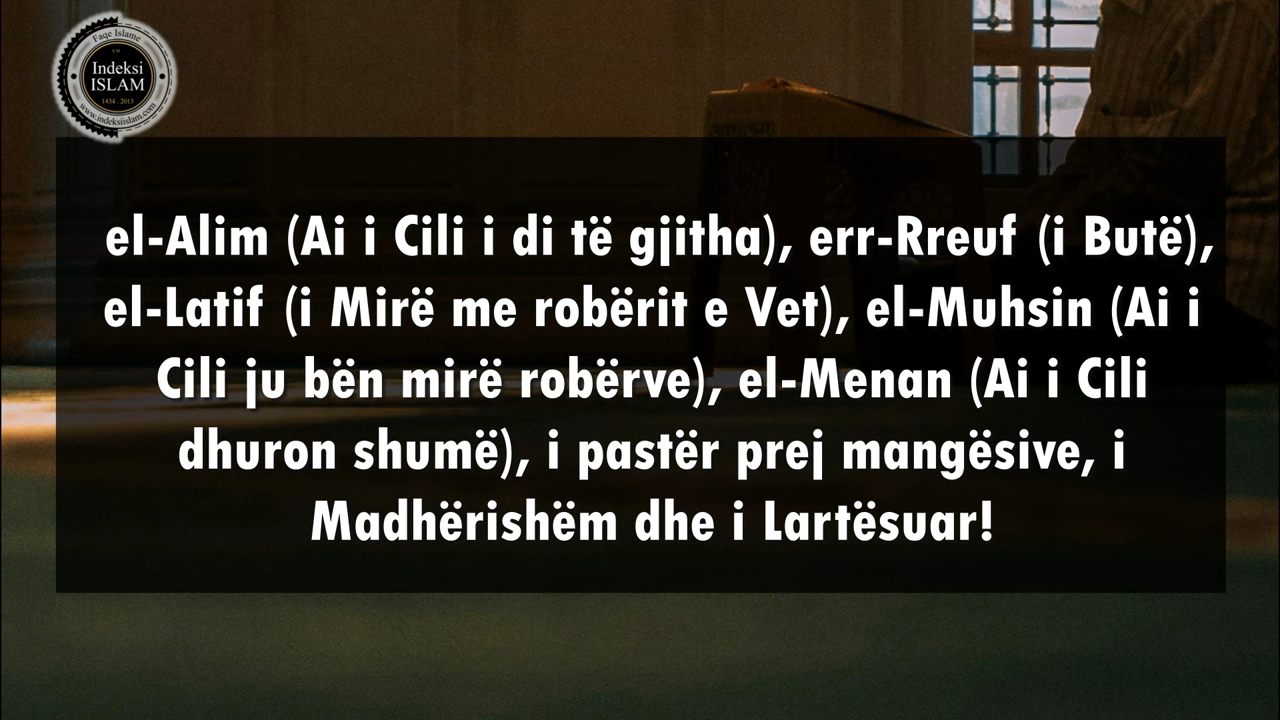 Faqe Islame
Indeksi
ISLAM
1434 . 2013
www.indeksiislam.com
el-Alim (Ai i Cili i di të gjitha), err-Rreuf (i Butë),
el-Latif (i Mirë me robërit e Vet), el-Muhsin (Ai i
Cili ju bën mirë robërve), el-Menan (Ai i Cili
dhuron shumë), i pastër prej mangësive, i
Madhërishëm dhe i Lartësuar!